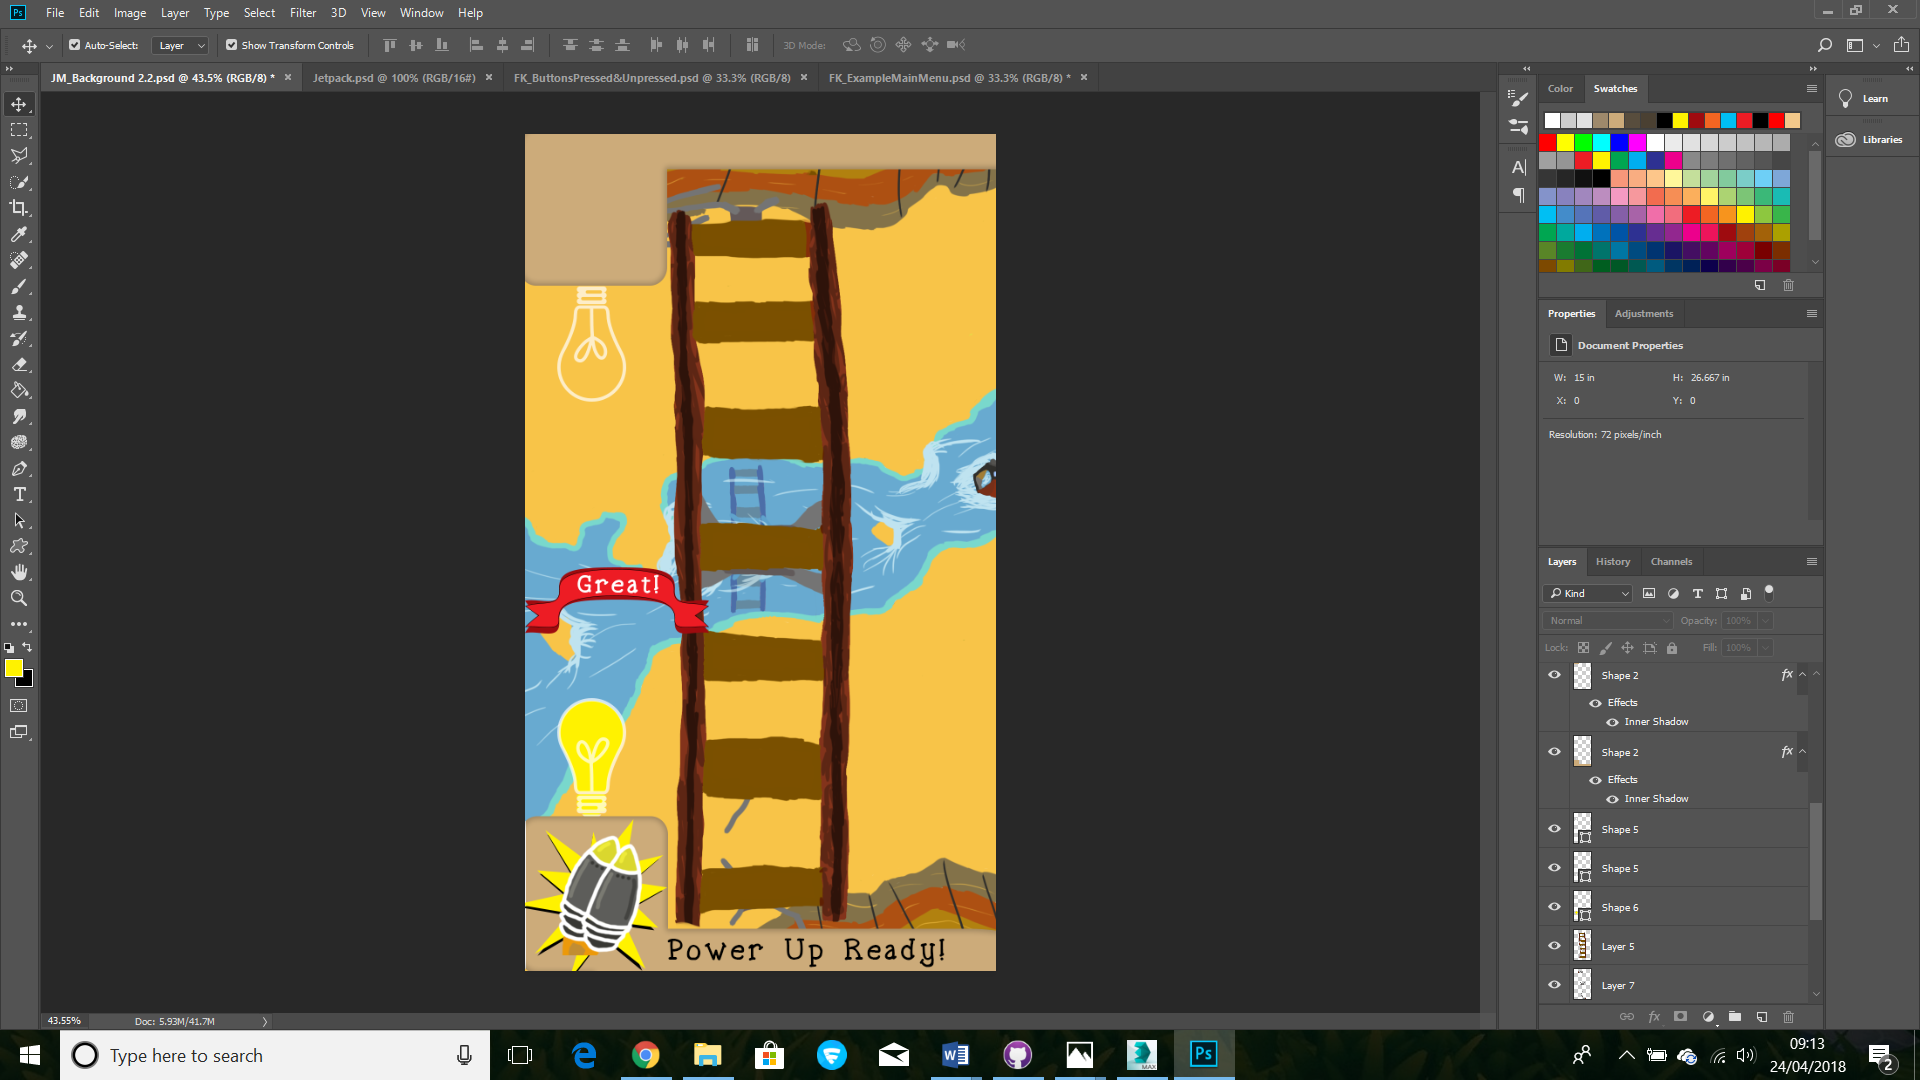 Ps File Edit Image Layer Type Select Filter 3D View Window Help
Auto-Select: Layer Show Transform Controls 3D Mode:
JM_Background 2.2.psd @ 43.5% (RGB/8) * Jetpack.psd @ 100% (RGB/16#) FK_ButtonsPressed&Unpressed.psd @ 33.3% (RGB/8) FK_ExampleMainMenu.psd @ 33.3% (RGB/8) *
Color Swatches
Learn
Libraries
Properties Adjustments
Document Properties
W: 15 in H: 26.667 in
X: 0 Y: 0
Resolution: 72 pixels/inch
Great!
Power Up Ready!
Layers History Channels
Kind
Normal Opacity: 100%
Lock: Fill: 100%
Shape 2 fx
Effects
Inner Shadow
Shape 2 fx
Effects
Inner Shadow
Shape 5
Shape 5
Shape 6
Layer 5
Layer 7
43.55% Doc: 5.93M/41.7M
Type here to search
09:13
24/04/2018
2